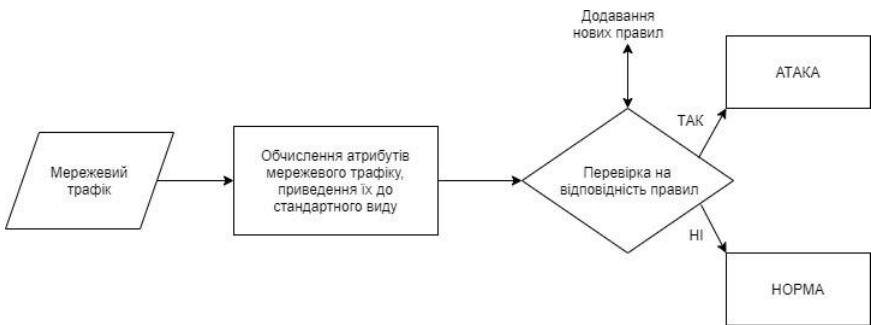 Додавання
нових правил
АТАКА
ТАК
Мережевий
трафік
Обчислення атрибутів
мережевого трафіку,
приведення їх до
стандартного виду
Перевірка на
відповідність правил
НІ
НОРМА